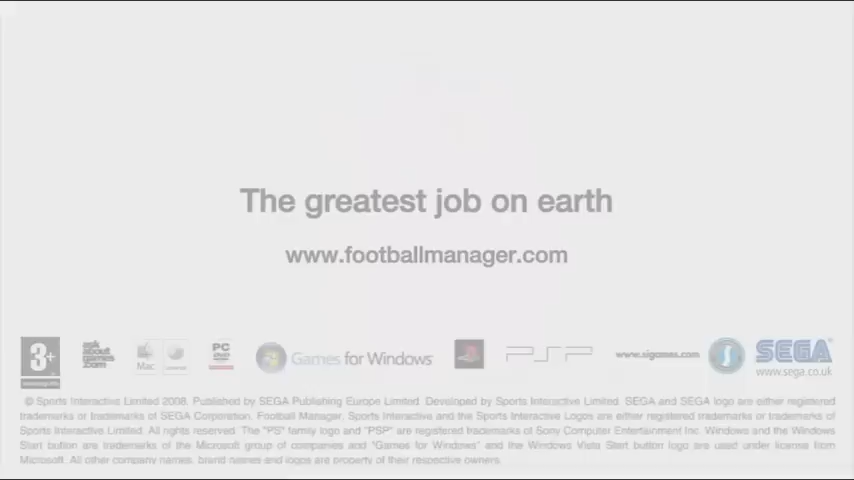 The greatest job on earth
www.footballmanager.com
3+
ask about games .com
Mac
PC DVD
Games for Windows
PSP
www.sigames.com
SEGA
www.sega.co.uk
© Sports Interactive Limited 2008. Published by SEGA Publishing Europe Limited. Developed by Sports Interactive Limited. SEGA and SEGA logo are either registered
trademarks or trademarks of SEGA Corporation. Football Manager, Sports Interactive and the Sports Interactive Logos are either registered trademarks or trademarks of
Sports Interactive Limited. All rights reserved. The "PS" family logo and "PSP" are registered trademarks of Sony Computer Entertainment Inc. Windows and the Windows
Start button are trademarks of the Microsoft group of companies and "Games for Windows" and the Windows Vista Start button logo are used under license from
Microsoft. All other company names, brand names and logos are property of their respective owners.